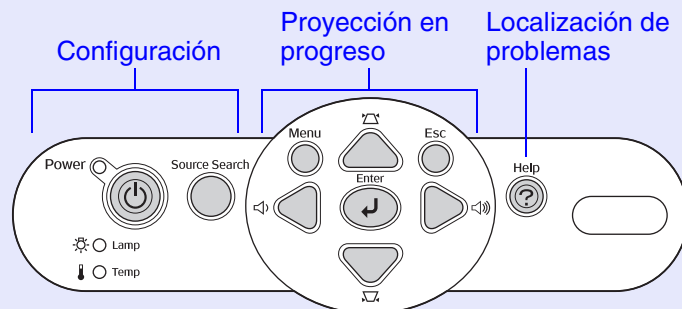 Configuración
Proyección en
progreso
Localización de
problemas
Power
Source Search
Menu
Esc
Enter
Help
?
Lamp
Temp